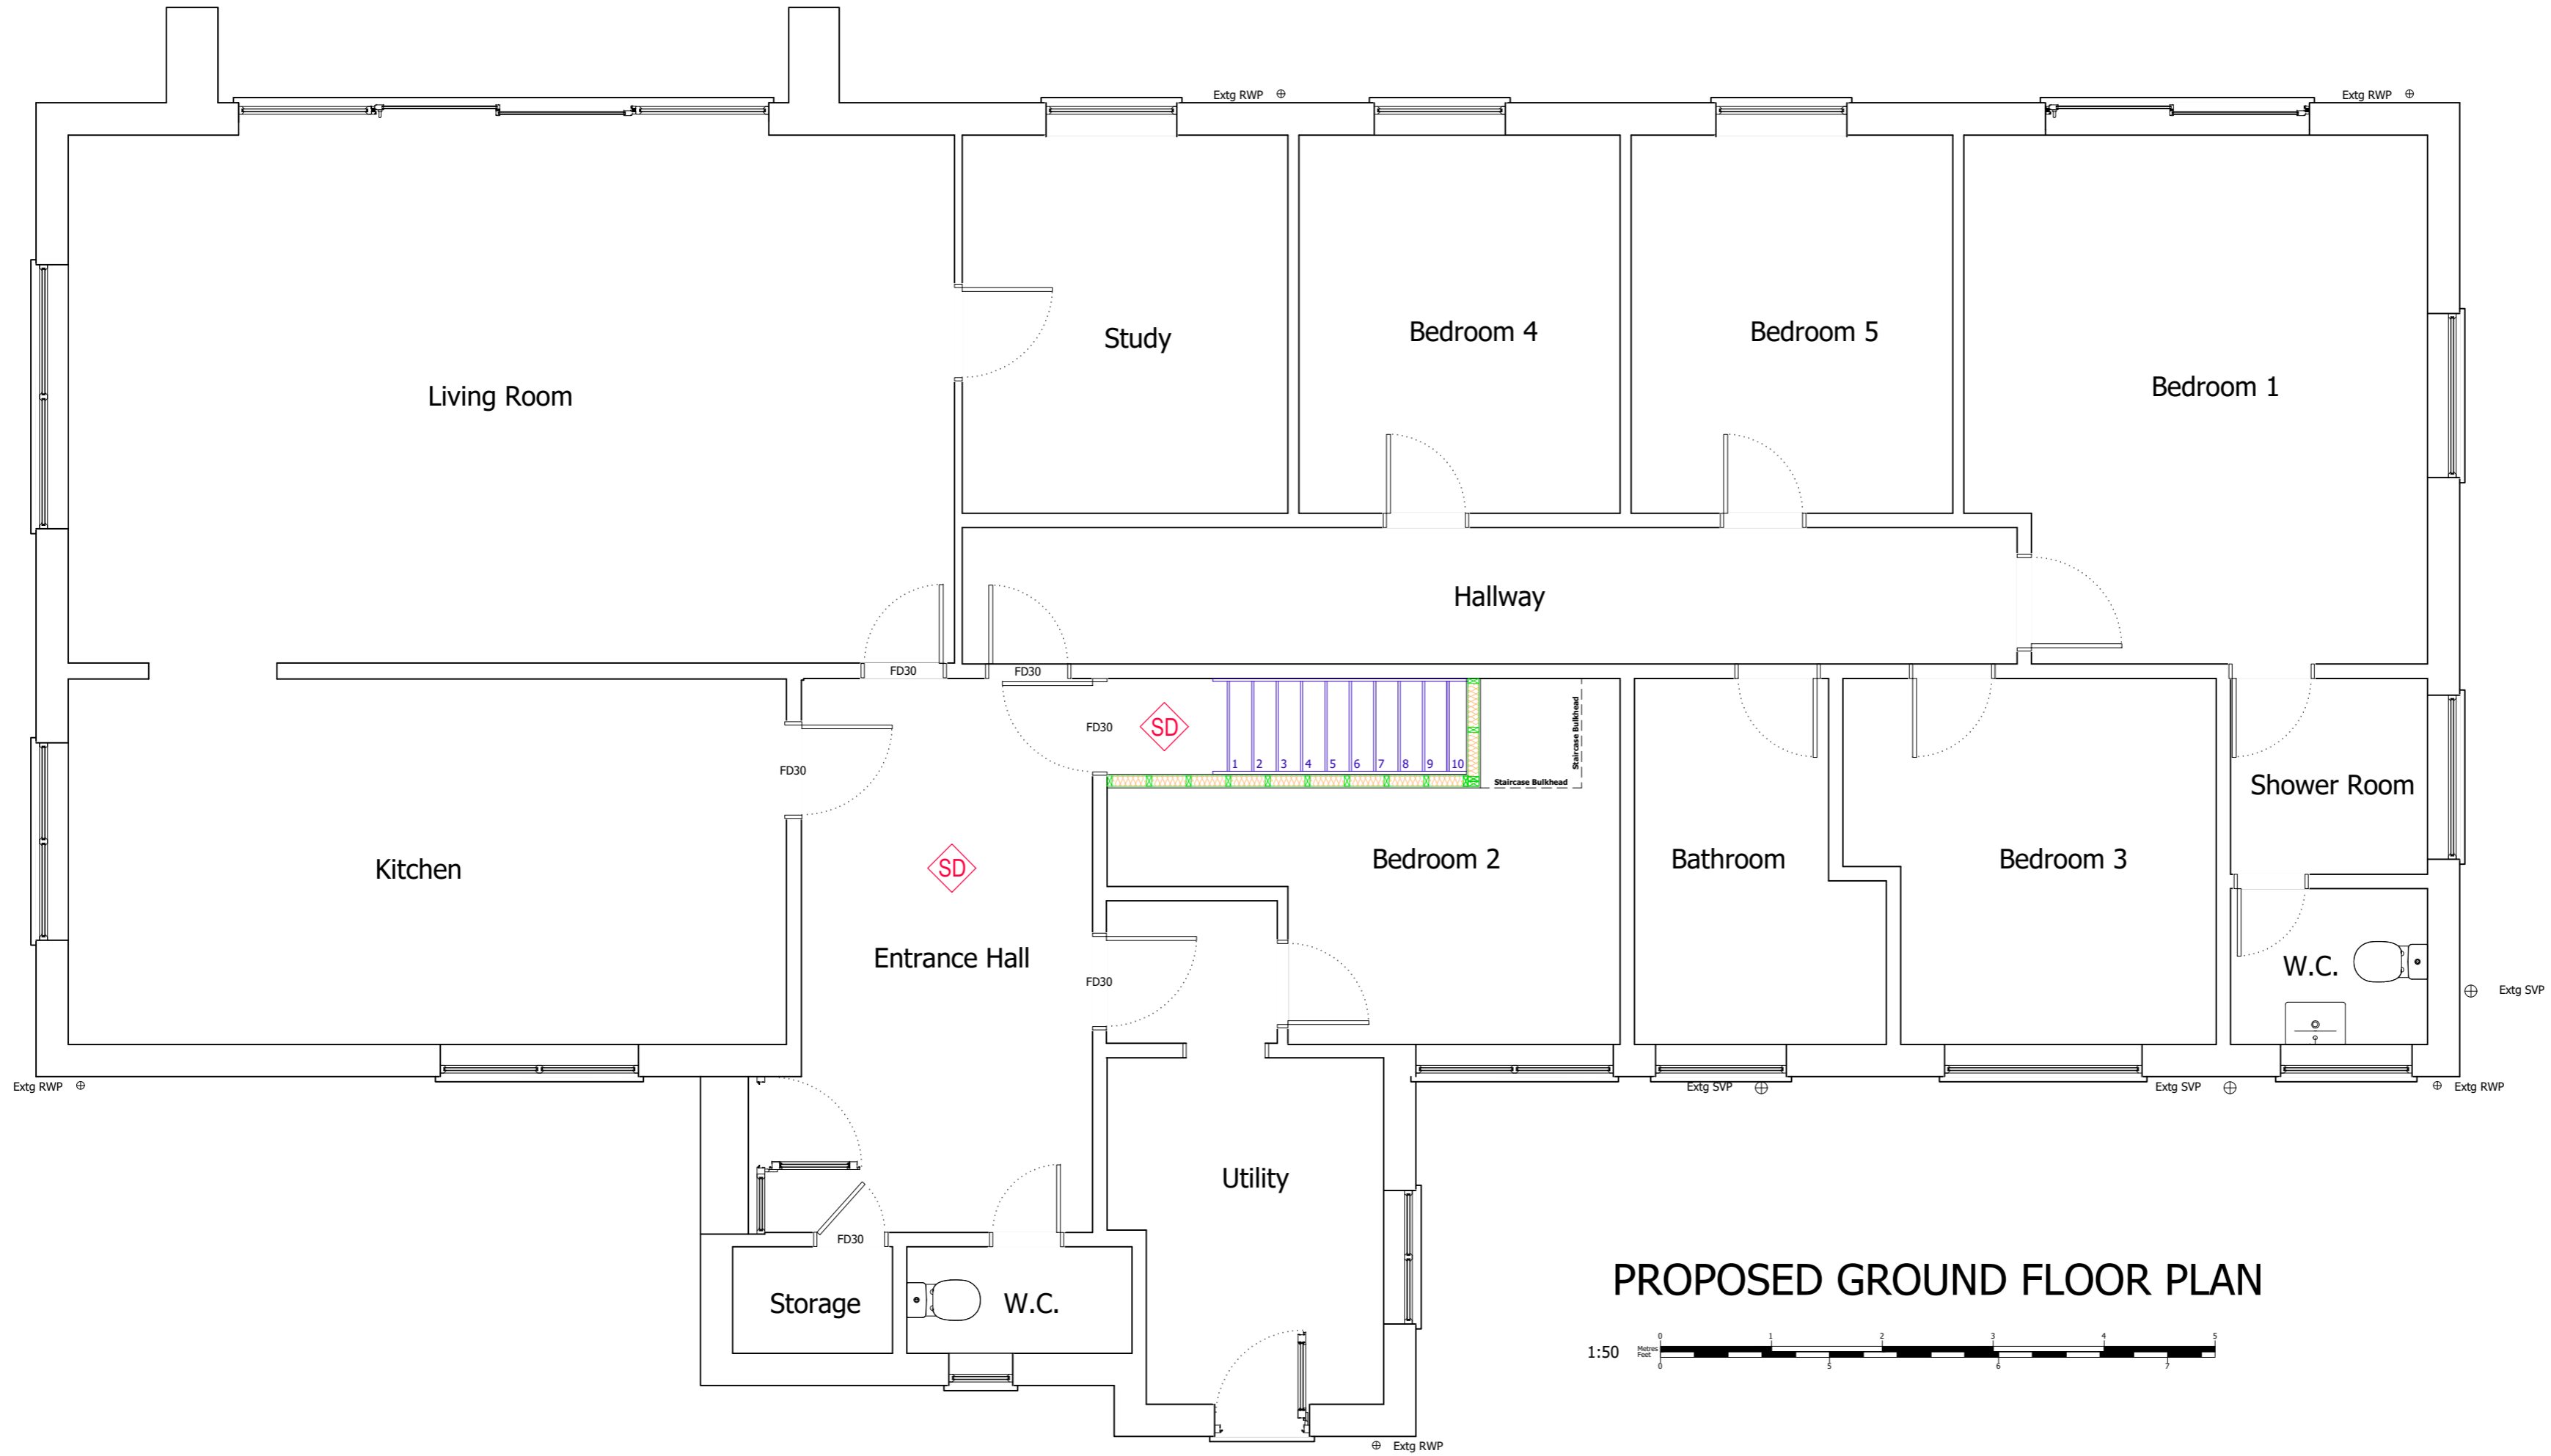 Extg RWP
Extg RWP
Study
Bedroom 4
Bedroom 5
Bedroom 1
Living Room
Hallway
FD30
FD30
FD30
SD
1 2 3 4 5 6 7 8 9 10
Staircase Bulkhead
Staircase Bulkhead
FD30
Shower Room
Kitchen
SD
Bedroom 2
Bathroom
Bedroom 3
Entrance Hall
FD30
W.C.
Extg SVP
Extg RWP
Extg SVP
Extg SVP
Extg RWP
Utility
FD30
Storage
W.C.
PROPOSED GROUND FLOOR PLAN
0 1 2 3 4 5
1:50
Metres
Feet
0 5 6 7
Extg RWP